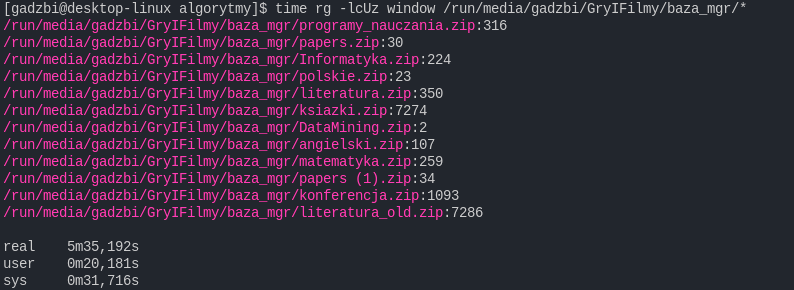 [gadzbi@desktop-linux algorytmy]$ time rg -lcUz window /run/media/gadzbi/GryIFilmy/baza_mgr/*
/run/media/gadzbi/GryIFilmy/baza_mgr/programy_nauczania.zip:316
/run/media/gadzbi/GryIFilmy/baza_mgr/papers.zip:30
/run/media/gadzbi/GryIFilmy/baza_mgr/Informatyka.zip:224
/run/media/gadzbi/GryIFilmy/baza_mgr/polskie.zip:23
/run/media/gadzbi/GryIFilmy/baza_mgr/literatura.zip:350
/run/media/gadzbi/GryIFilmy/baza_mgr/ksiazki.zip:7274
/run/media/gadzbi/GryIFilmy/baza_mgr/DataMining.zip:2
/run/media/gadzbi/GryIFilmy/baza_mgr/angielski.zip:107
/run/media/gadzbi/GryIFilmy/baza_mgr/matematyka.zip:259
/run/media/gadzbi/GryIFilmy/baza_mgr/papers (1).zip:34
/run/media/gadzbi/GryIFilmy/baza_mgr/konferencja.zip:1093
/run/media/gadzbi/GryIFilmy/baza_mgr/literatura_old.zip:7286
real 5m35,192s
user 0m20,181s
sys 0m31,716s